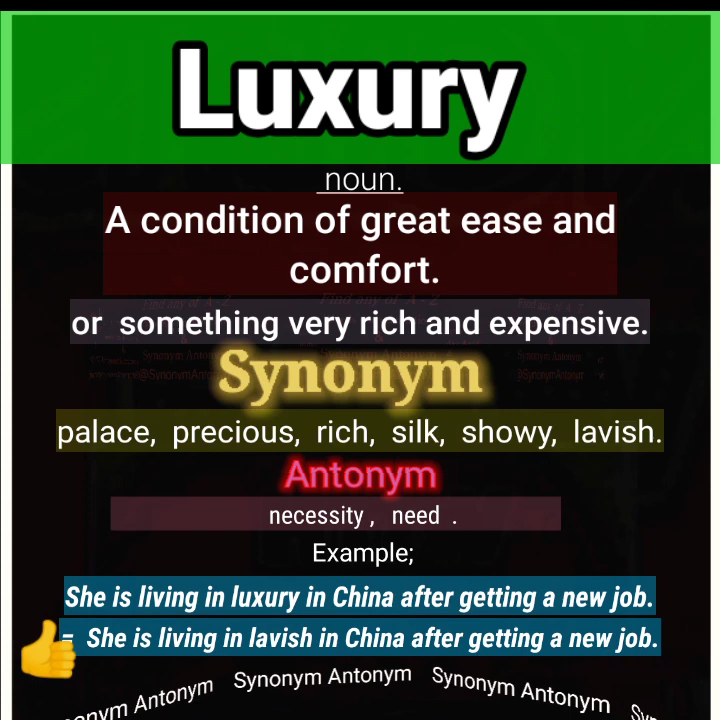 Luxury
noun.
A condition of great ease and
comfort.
or something very rich and expensive.
Synonym
palace, precious, rich, silk, showy, lavish.
Antonym
necessity, need .
Example;
She is living in luxury in China after getting a new job.
= She is living in lavish in China after getting a new job.
Antonym Synonym Antonym Synonym Antonym